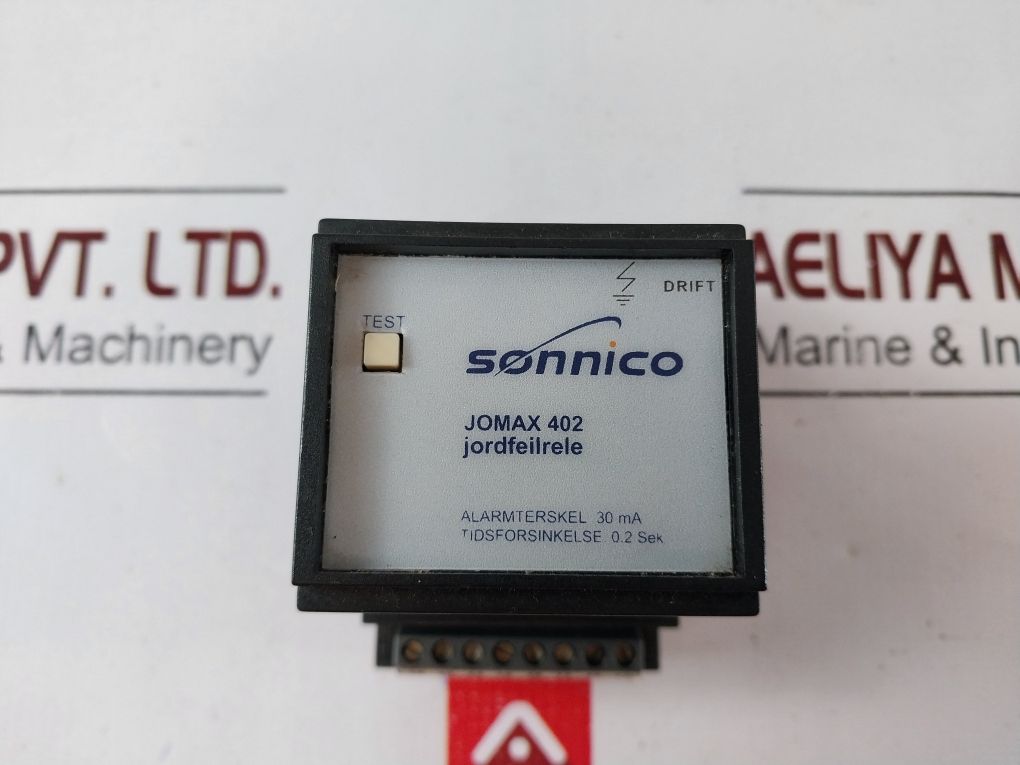 PVT. LTD.
& Machinery
AELIYA M
Marine & In
DRIFT
TEST
sønnico
JOMAX 402
jordfeilrele
ALARMTERSKEL 30 mA
TIDSFORSINKELSE 0.2 Sek